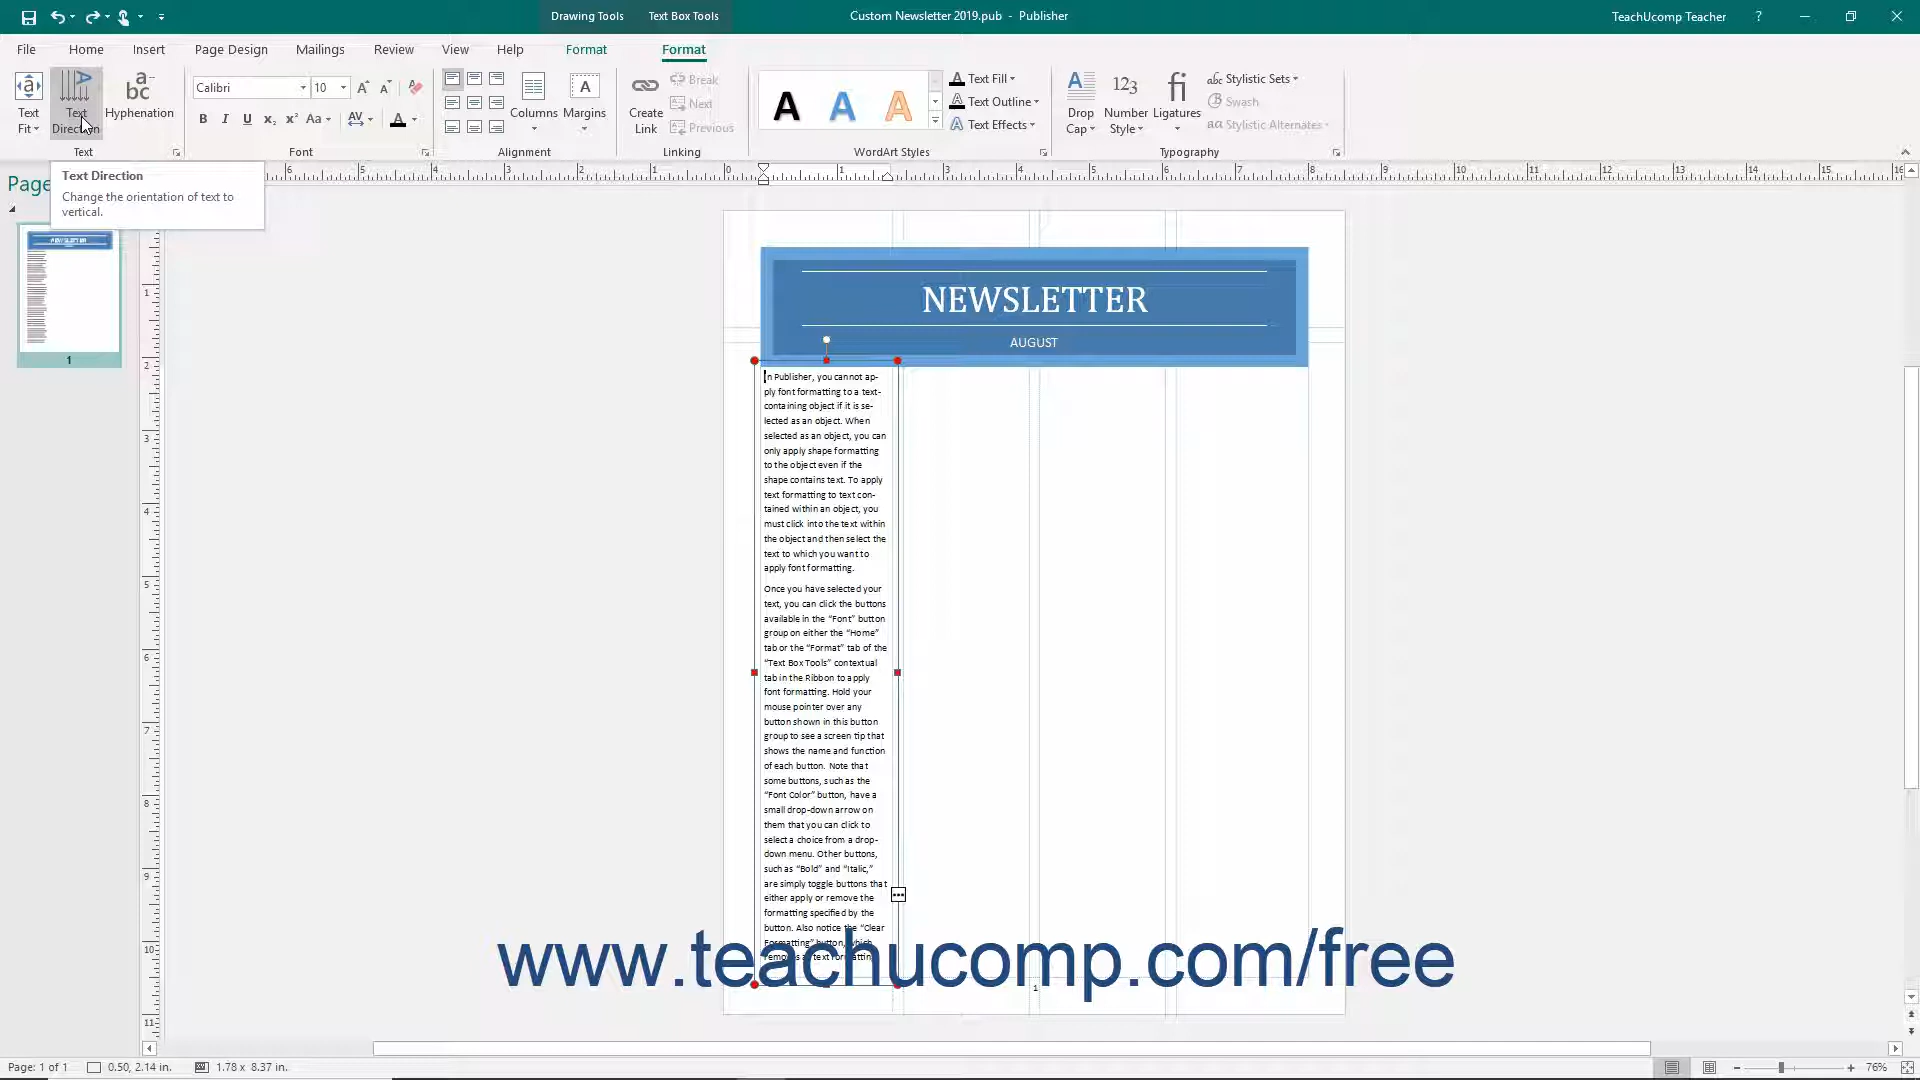 Drawing Tools Text Box Tools Custom Newsletter 2019.pub - Publisher TeachUcomp Teacher ?
File Home Insert Page Design Mailings Review View Help Format Format
Text Fit Text Direction Hyphenation
Calibri 10
B I U x₂ x² Aa AV A
Columns Margins
Create Link Break Next Previous
A A A
Text Fill
Text Outline
Text Effects
Drop Cap Number Style Ligatures
Stylistic Sets
Swash
Stylistic Alternates
Text Font Alignment Linking WordArt Styles Typography
Text Direction
Change the orientation of text to
vertical.
Page
NEWSLETTER
1
NEWSLETTER
AUGUST
In Publisher, you cannot ap-
ply font formatting to a text-
containing object if it is se-
lected as an object. When
selected as an object, you can
only apply shape formatting
to the object even if the
shape contains text. To apply
text formatting to text con-
tained within an object, you
must click into the text within
the object and then select the
text to which you want to
apply font formatting.
Once you have selected your
text, you can click the buttons
available in the “Font” button
group on either the “Home”
tab or the “Format” tab of the
“Text Box Tools” contextual
tab in the Ribbon to apply
font formatting. Hold your
mouse pointer over any
button shown in this button
group to see a screen tip that
shows the name and function
of each button. Note that
some buttons, such as the
“Font Color” button, have a
small drop-down arrow on
them that you can click to
select a choice from a drop-
down menu. Other buttons,
such as “Bold” and “Italic,”
are simply toggle buttons that
either apply or remove the
formatting specified by the
button. Also notice the “Clear
Formatting” button, which
www.teachucomp.com/free
1
Page: 1 of 1 0.50, 2.14 in. 1.78 x 8.37 in. 76%